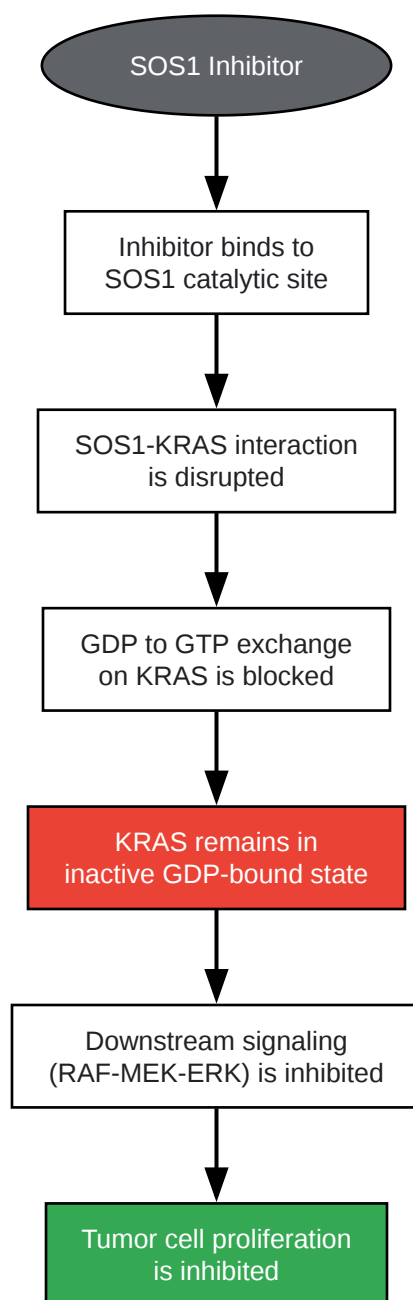 SOS1 Inhibitor
Inhibitor binds to
SOS1 catalytic site
SOS1-KRAS interaction
is disrupted
GDP to GTP exchange
on KRAS is blocked
KRAS remains in
inactive GDP-bound state
Downstream signaling
(RAF-MEK-ERK) is inhibited
Tumor cell proliferation
is inhibited